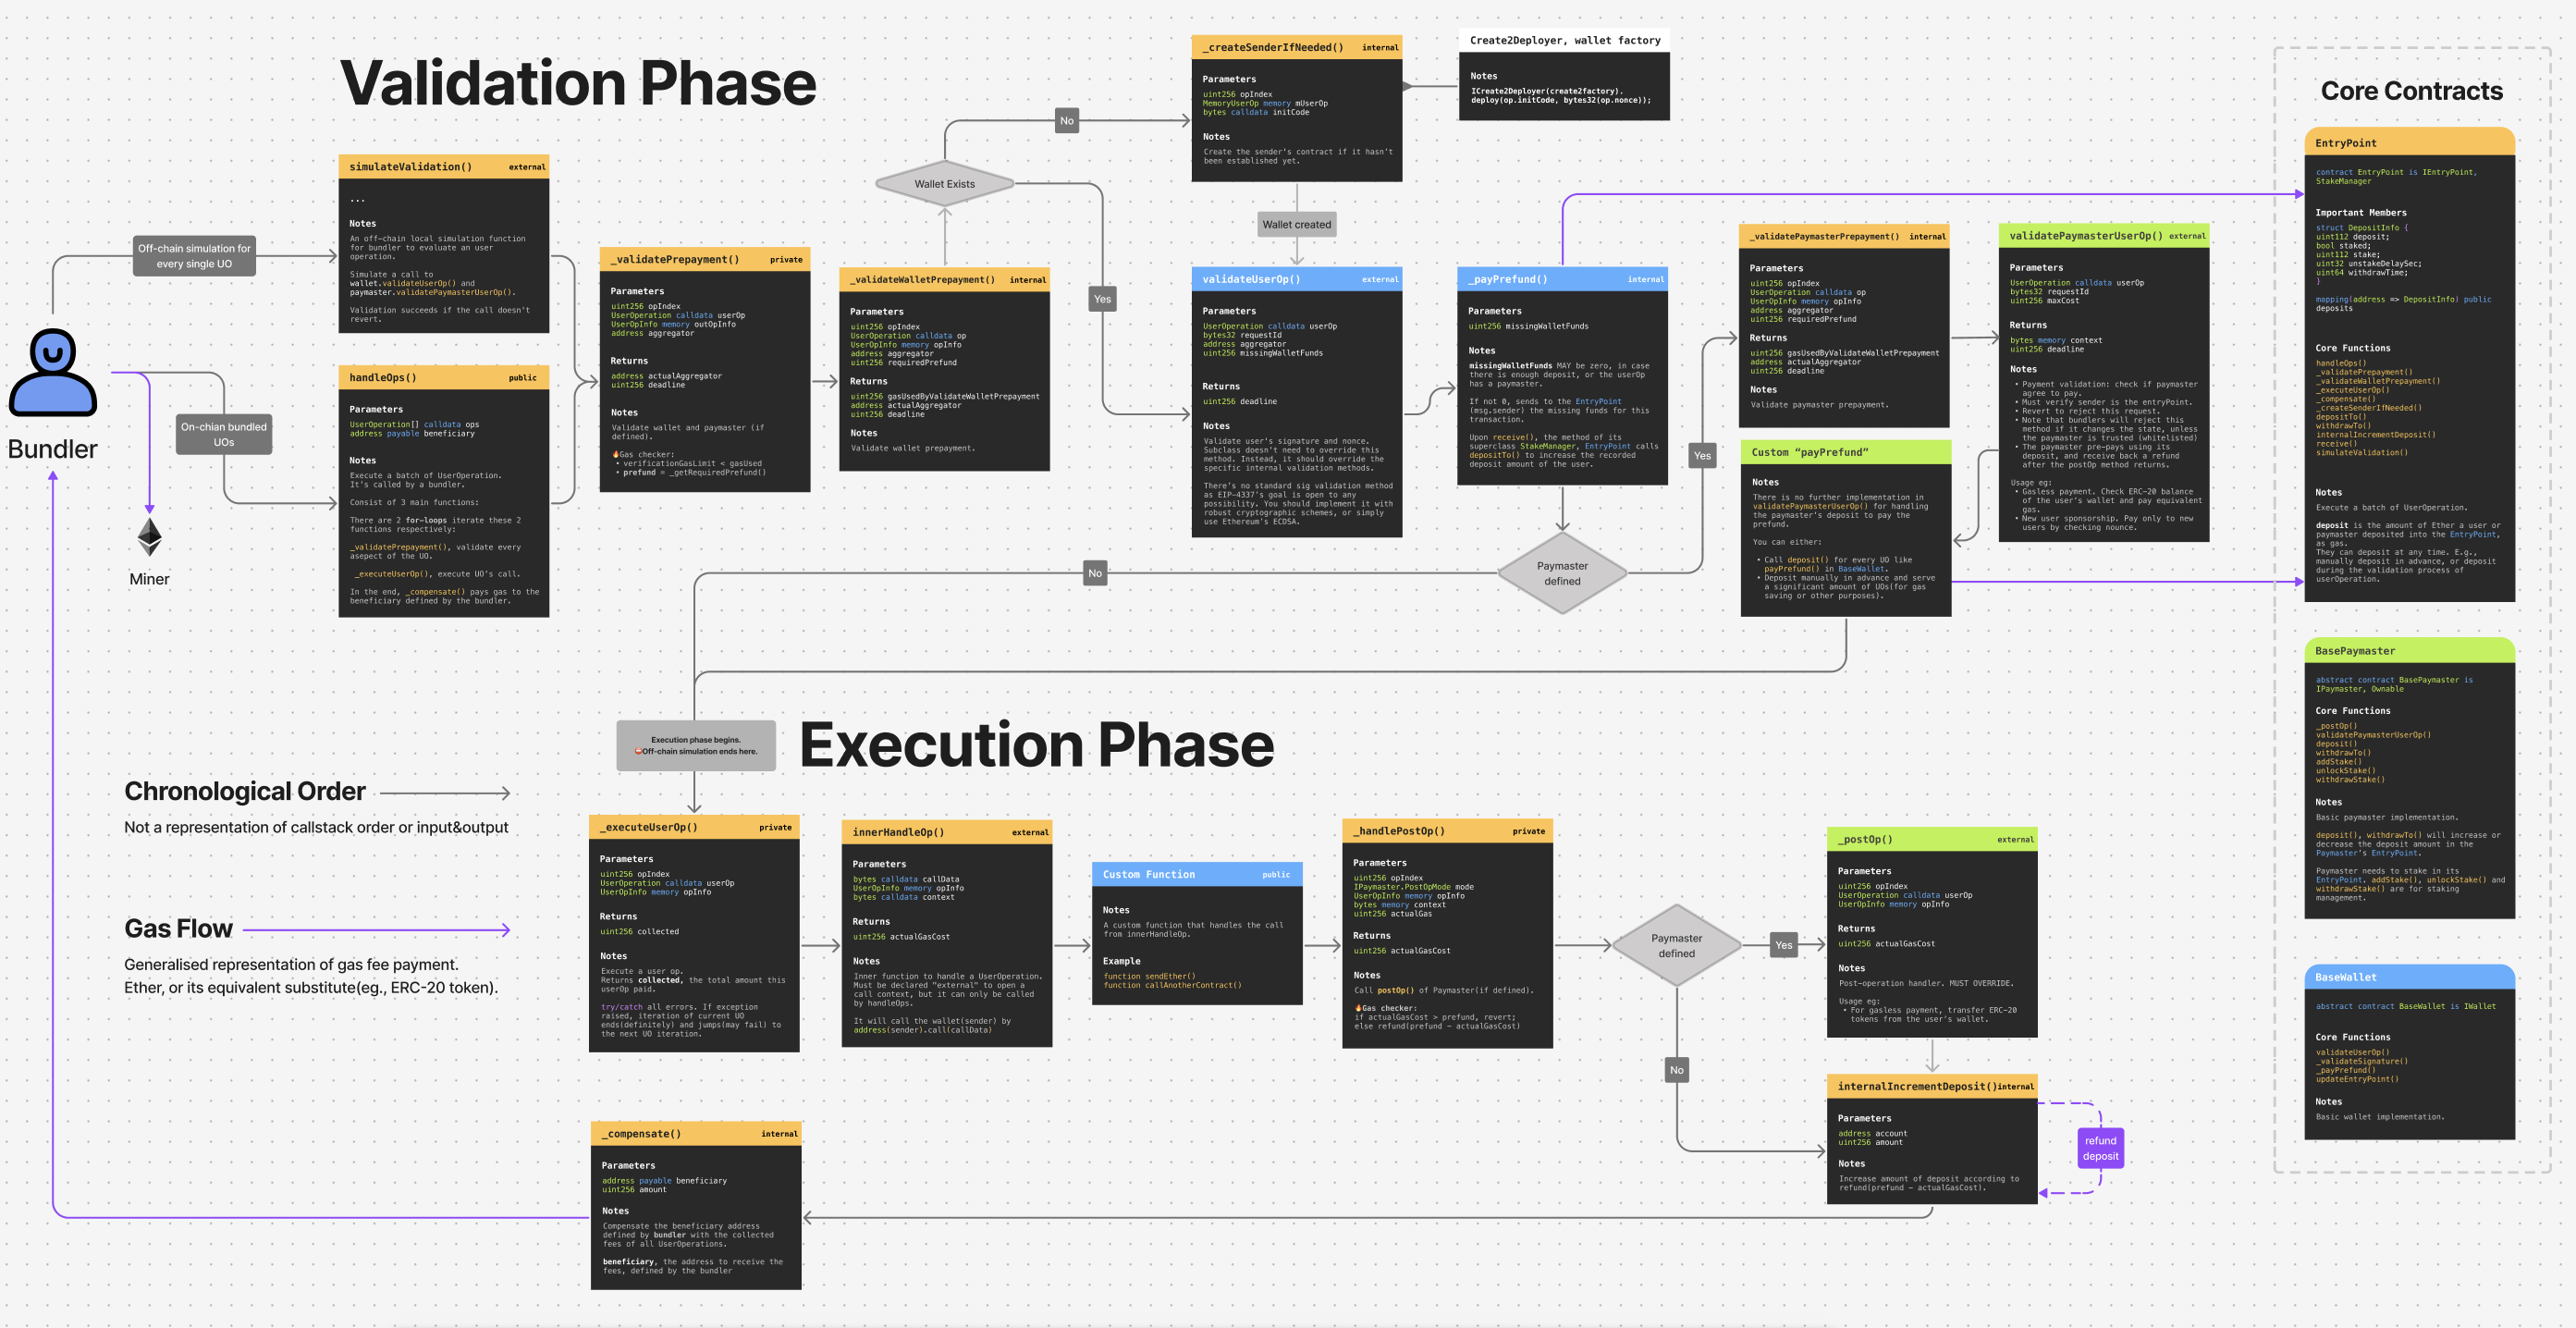 Validation Phase
Off-chain simulation for
every single UO
On-chian bundled
UOs
Bundler
Miner
simulateValidation() external
...
Notes
An off-chain local simulation function
for bundler to evaluate an user
operation.
Simulate a call to
wallet.validateUserOp() and
paymaster.validatePaymasterUserOp().
Validation succeeds if the call doesn't
revert.
handleOps() public
Parameters
UserOperation[] calldata ops
address payable beneficiary
Notes
Execute a batch of UserOperation.
It's called by a bundler.
Consist of 3 main functions:
There are 2 for-loops iterate these 2
functions respectively:
_validatePrepayment(), validate every
asepect of the UO.
_executeUserOp(), execute UO's call.
In the end, _compensate() pays gas to the
beneficiary defined by the bundler.
_validatePrepayment() private
Parameters
uint256 opIndex
UserOperation calldata userOp
UserOpInfo memory outOpInfo
address aggregator
Returns
address actualAggregator
uint256 deadline
Notes
Validate wallet and paymaster (if
defined).
🔥Gas checker:
• verificationGasLimit < gasUsed
• prefund = _getRequiredPrefund()
_validateWalletPrepayment() internal
Parameters
uint256 opIndex
UserOperation calldata op
UserOpInfo memory opInfo
address aggregator
uint256 requiredPrefund
Returns
uint256 gasUsedByValidateWalletPrepayment
address actualAggregator
uint256 deadline
Notes
Validate wallet prepayment.
Wallet Exists
No
Yes
_createSenderIfNeeded() internal
Parameters
uint256 opIndex
MemoryUserOp memory mUserOp
bytes calldata initCode
Notes
Create the sender's contract if it hasn't
been established yet.
Create2Deployer, wallet factory
Notes
ICreate2Deployer(create2factory).
deploy(op.initCode, bytes32(op.nonce));
Wallet created
validateUserOp() external
Parameters
UserOperation calldata userOp
bytes32 requestId
address aggregator
uint256 missingWalletFunds
Returns
uint256 deadline
Notes
Validate user's signature and nonce.
Subclass doesn't need to override this
method. Instead, it should override the
specific internal validation methods.
There's no standard sig validation method
as EIP-4337's goal is open to any
possibility. You should implement it with
robust cryptographic schemes, or simply
use Ethereum's ECDSA.
_payPrefund() internal
Parameters
uint256 missingWalletFunds
Notes
missingWalletFunds MAY be zero, in case
there is enough deposit, or the userOp
has a paymaster.
If not 0, sends to the EntryPoint
(msg.sender) the missing funds for this
transaction.
Upon receive(), the method of its
superclass StakeManager, EntryPoint calls
depositTo() to increase the recorded
deposit amount of the user.
Paymaster
defined
No
Yes
_validatePaymasterPrepayment() internal
Parameters
uint256 opIndex
UserOperation calldata op
UserOpInfo memory opInfo
address aggregator
uint256 requiredPrefund
Returns
uint256 gasUsedByValidateWalletPrepayment
address actualAggregator
uint256 deadline
Notes
Validate paymaster prepayment.
validatePaymasterUserOp() external
Parameters
UserOperation calldata userOp
bytes32 requestId
uint256 maxCost
Returns
bytes memory context
uint256 deadline
Notes
• Payment validation: check if paymaster
agree to pay.
• Must verify sender is the entryPoint.
• Revert to reject this request.
• Note that bundlers will reject this
method if it changes the state, unless
the paymaster is trusted (whitelisted)
• The paymaster pre-pays using its
deposit, and receive back a refund
after the postOp method returns.
Usage eg:
• Gasless payment. Check ERC-20 balance
of the user's wallet and pay equivalent
gas.
• New user sponsorship. Pay only to new
users by checking nonce.
Custom “payPrefund”
Notes
There is no further implementation in
validatePaymasterUserOp() for handling
the paymaster's deposit to pay the
prefund.
You can either:
• Call deposit() for every UO like
payPrefund() in BaseWallet.
• Deposit manually in advance and serve
a significant amount of UOs(for gas
saving or other purposes).
Core Contracts
EntryPoint
contract EntryPoint is IEntryPoint,
StakeManager
Important Members
struct DepositInfo {
uint112 deposit;
bool staked;
uint112 stake;
uint32 unstakeDelaySec;
uint64 withdrawTime;
}
mapping(address => DepositInfo) public
deposits
Core Functions
handleOps()
_validatePrepayment()
_validateWalletPrepayment()
_executeUserOp()
_compensate()
_createSenderIfNeeded()
depositTo()
withdrawTo()
internalIncrementDeposit()
receive()
simulateValidation()
Notes
Execute a batch of UserOperation.
deposit is the amount of Ether a user or
paymaster deposited into the EntryPoint,
as gas.
They can deposit at any time. E.g.,
manually deposit in advance, or deposit
during the validation process of
userOperation.
BasePaymaster
abstract contract BasePaymaster is
IPaymaster, Ownable
Core Functions
_postOp()
validatePaymasterUserOp()
deposit()
withdrawTo()
addStake()
unlockStake()
withdrawStake()
Notes
Basic paymaster implementation.
deposit(), withdrawTo() will increase or
decrease the deposit amount in the
Paymaster's EntryPoint.
Paymaster needs to stake in its
EntryPoint. addStake(), unlockStake() and
withdrawStake() are for staking
management.
BaseWallet
abstract contract BaseWallet is IWallet
Core Functions
validateUserOp()
_validateSignature()
_payPrefund()
updateEntryPoint()
Notes
Basic wallet implementation.
Execution phase begins.
⛔Off-chain simulation ends here.
Execution Phase
Chronological Order
Not a representation of callstack order or input&output
Gas Flow
Generalised representation of gas fee payment.
Ether, or its equivalent substitute(eg., ERC-20 token).
_executeUserOp() private
Parameters
uint256 opIndex
UserOperation calldata userOp
UserOpInfo memory opInfo
Returns
uint256 collected
Notes
Execute a user op.
Returns collected, the total amount this
userOp paid.
try/catch all errors. If exception
raised, iteration of current UO
ends(definitely) and jumps(may fail) to
the next UO iteration.
innerHandleOp() external
Parameters
bytes calldata callData
UserOpInfo memory opInfo
bytes calldata context
Returns
uint256 actualGasCost
Notes
Inner function to handle a UserOperation.
Must be declared "external" to open a
call context, but it can only be called
by handleOps.
It will call the wallet(sender) by
address(sender).call(callData)
Custom Function public
Notes
A custom function that handles the call
from innerHandleOp.
Example
function sendEther()
function callAnotherContract()
_handlePostOp() private
Parameters
uint256 opIndex
IPaymaster.PostOpMode mode
UserOpInfo memory opInfo
bytes memory context
uint256 actualGas
Returns
uint256 actualGasCost
Notes
Call postOp() of Paymaster(if defined).
🔥Gas checker:
if actualGasCost > prefund, revert;
else refund(prefund - actualGasCost)
Paymaster
defined
Yes
No
_postOp() external
Parameters
uint256 opIndex
UserOperation calldata userOp
UserOpInfo memory opInfo
Returns
uint256 actualGasCost
Notes
Post-operation handler. MUST OVERRIDE.
Usage eg:
• For gasless payment, transfer ERC-20
tokens from the user's wallet.
internalIncrementDeposit() internal
Parameters
address account
uint256 amount
Notes
Increase amount of deposit according to
refund(prefund - actualGasCost).
refund
deposit
_compensate() internal
Parameters
address payable beneficiary
uint256 amount
Notes
Compensate the beneficiary address
defined by bundler with the collected
fees of all UserOperations.
beneficiary, the address to receive the
fees, defined by the bundler